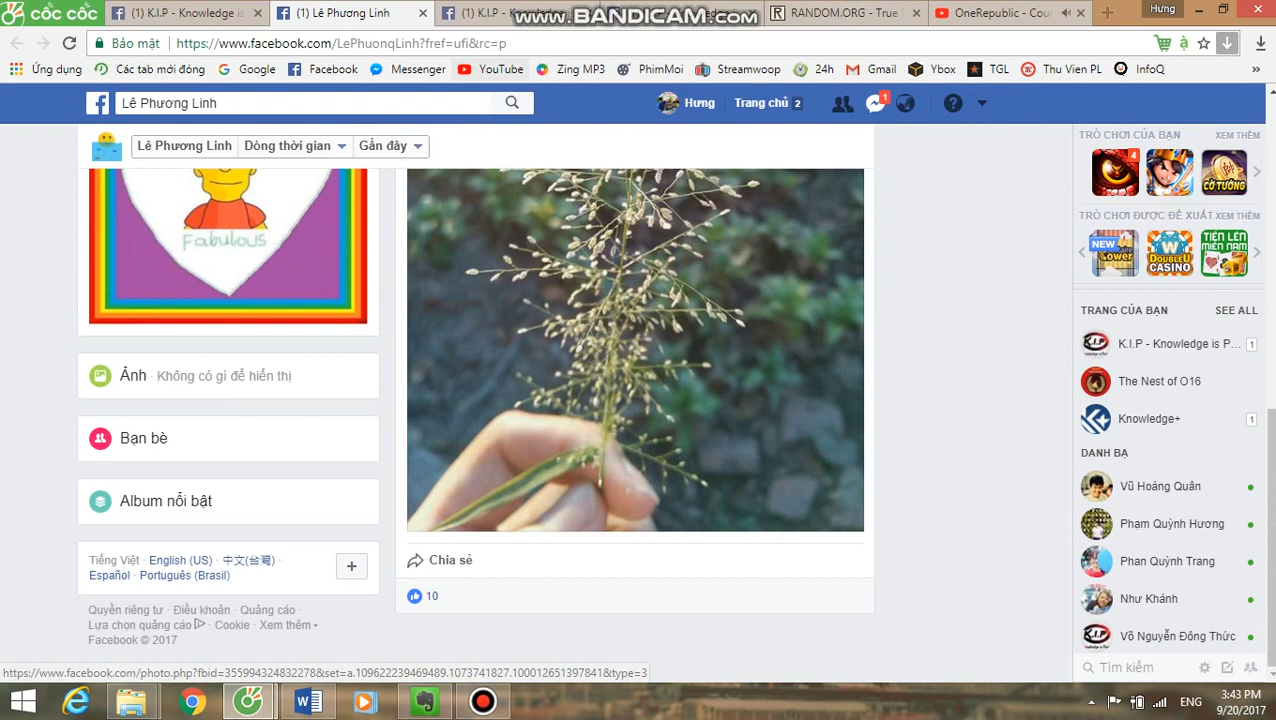 CỐC CỐC
(1) K.I.P - Knowledge is
(1) Lê Phương Linh
(1) K.I.P - Knowledge
www.BANDICAM.com
RANDOM.ORG - True
OneRepublic - Cou
Hưng
Bảo mật
https://www.facebook.com/LePhuonqLinh?fref=ufi&rc=p
Ứng dụng
Các tab mới đóng
Google
Facebook
Messenger
YouTube
Zing MP3
PhimMoi
Streamwoop
24h
Gmail
Ybox
TGL
Thu Vien PL
InfoQ
»
Lê Phương Linh
Hưng
Trang chủ 2
1
Lê Phương Linh
Dòng thời gian
Gần đây
Fabulous
Ảnh · Không có gì để hiển thị
Bạn bè
Album nổi bật
Tiếng Việt · English (US) · 中文(台灣) ·
Español · Português (Brasil)
Quyền riêng tư · Điều khoản · Quảng cáo ·
Lựa chọn quảng cáo · Cookie · Xem thêm
Facebook © 2017
Chia sẻ
10
TRÒ CHƠI CỦA BẠN
XEM THÊM
4
CỜ TƯỚNG
TRÒ CHƠI ĐƯỢC ĐỀ XUẤT
XEM THÊM
NEW
Tower
W
DOUBLEU
CASINO
TIẾN LÊN
MIỀN NAM
TRANG CỦA BẠN
SEE ALL
K.I.P - Knowledge is P...
1
The Nest of O16
Knowledge+
1
DANH BẠ
Vũ Hoàng Quân
Phạm Quỳnh Hương
Phan Quỳnh Trang
Như Khánh
Võ Nguyễn Đông Thức
Tìm kiếm
https://www.facebook.com/photo.php?fbid=355994324832278&set=a.109622239469489.1073741827.100012651397841&type=3
ENG
3:43 PM
9/20/2017